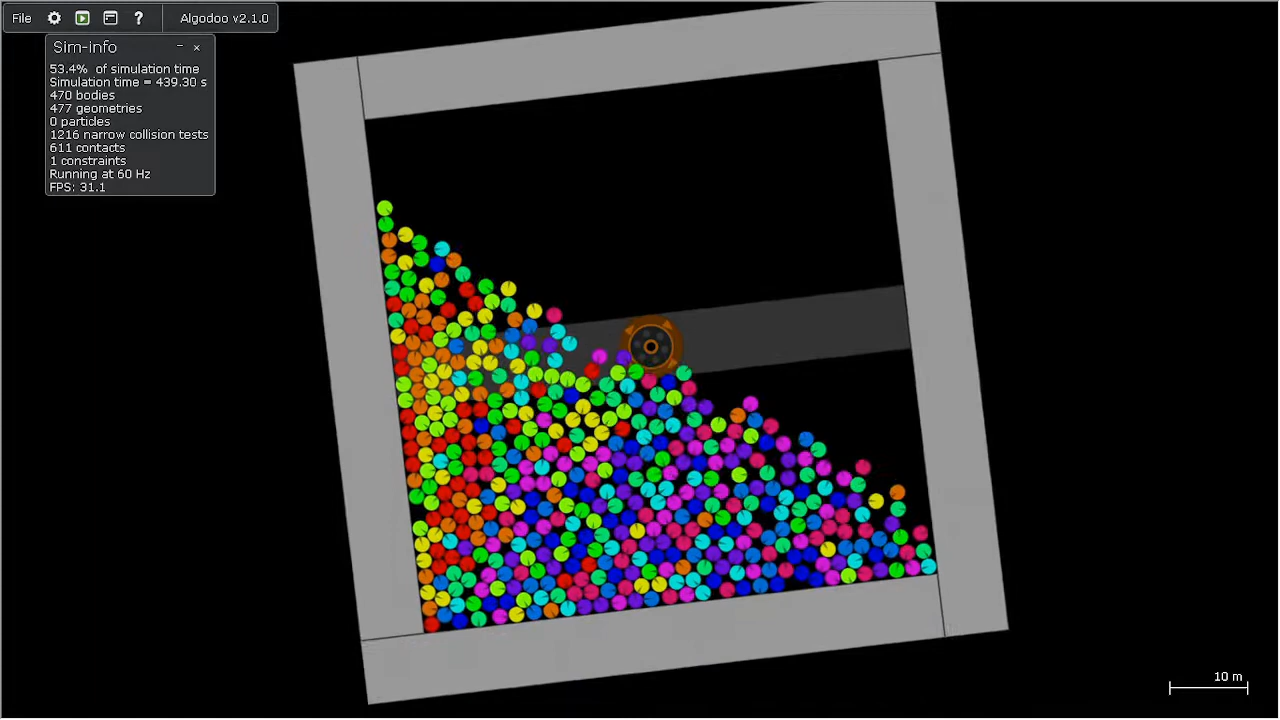 File ? Algodoo v2.1.0
Sim-info
53.4% of simulation time
Simulation time = 439.30 s
470 bodies
477 geometries
0 particles
1216 narrow collision tests
611 contacts
1 constraints
Running at 60 Hz
FPS: 31.1
10 m